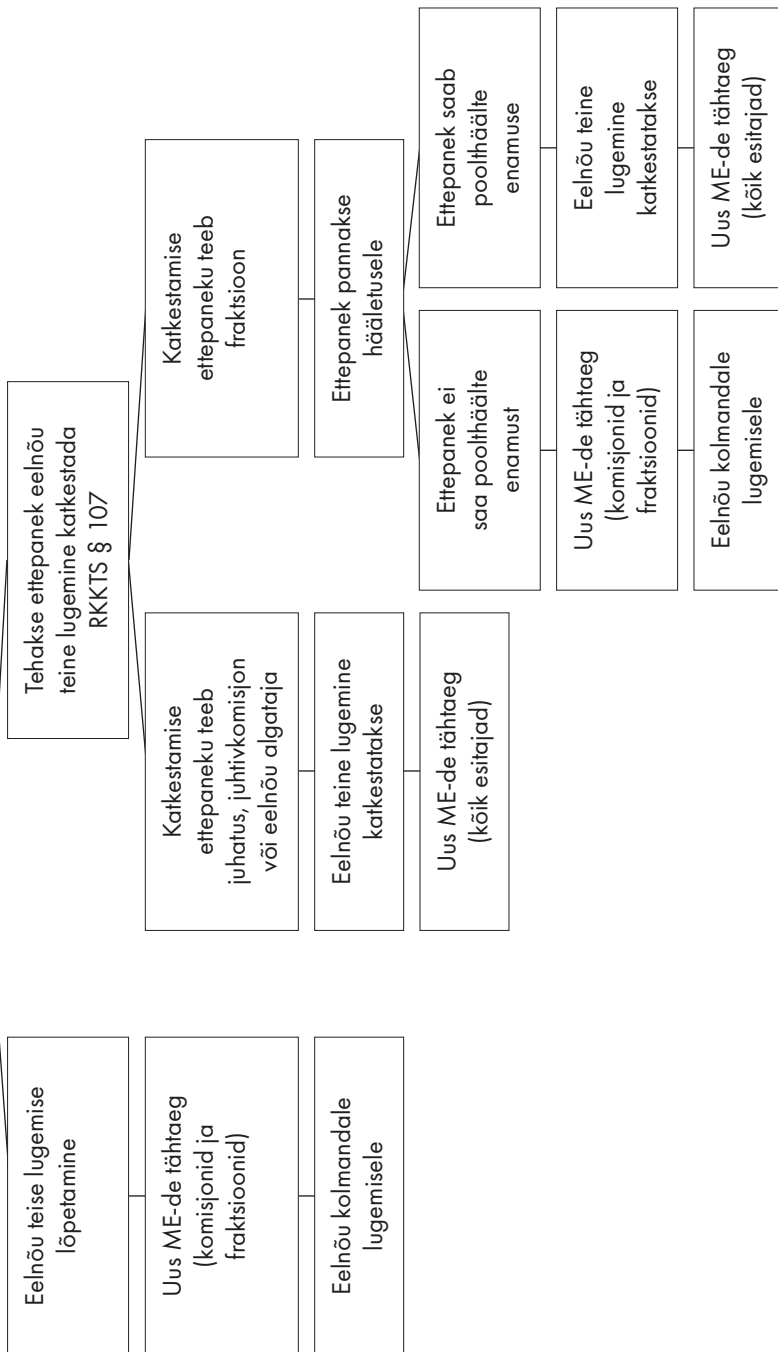 Eelnõu teise lugemise
lõpetamine
Uus ME-de tähtaeg
(komisjonid ja
fraktsioonid)
Eelnõu kolmandale
lugemisele
Tehakse ettepanek eelnõu
teine lugemine katkestada
RKKTS § 107
Katkestamise
ettepaneku teeb
juhatus, juhtivkomisjon
või eelnõu algataja
Eelnõu teine lugemine
katkestatakse
Uus ME-de tähtaeg
(kõik esitajad)
Katkestamise
ettepaneku teeb
fraktsioon
Ettepanek pannakse
hääletusele
Ettepanek ei
saa poolthäälte
enamust
Uus ME-de tähtaeg
(komisjonid ja
fraktsioonid)
Eelnõu kolmandale
lugemisele
Ettepanek saab
poolthäälte
enamuse
Eelnõu teine
lugemine
katkestatakse
Uus ME-de tähtaeg
(kõik esitajad)